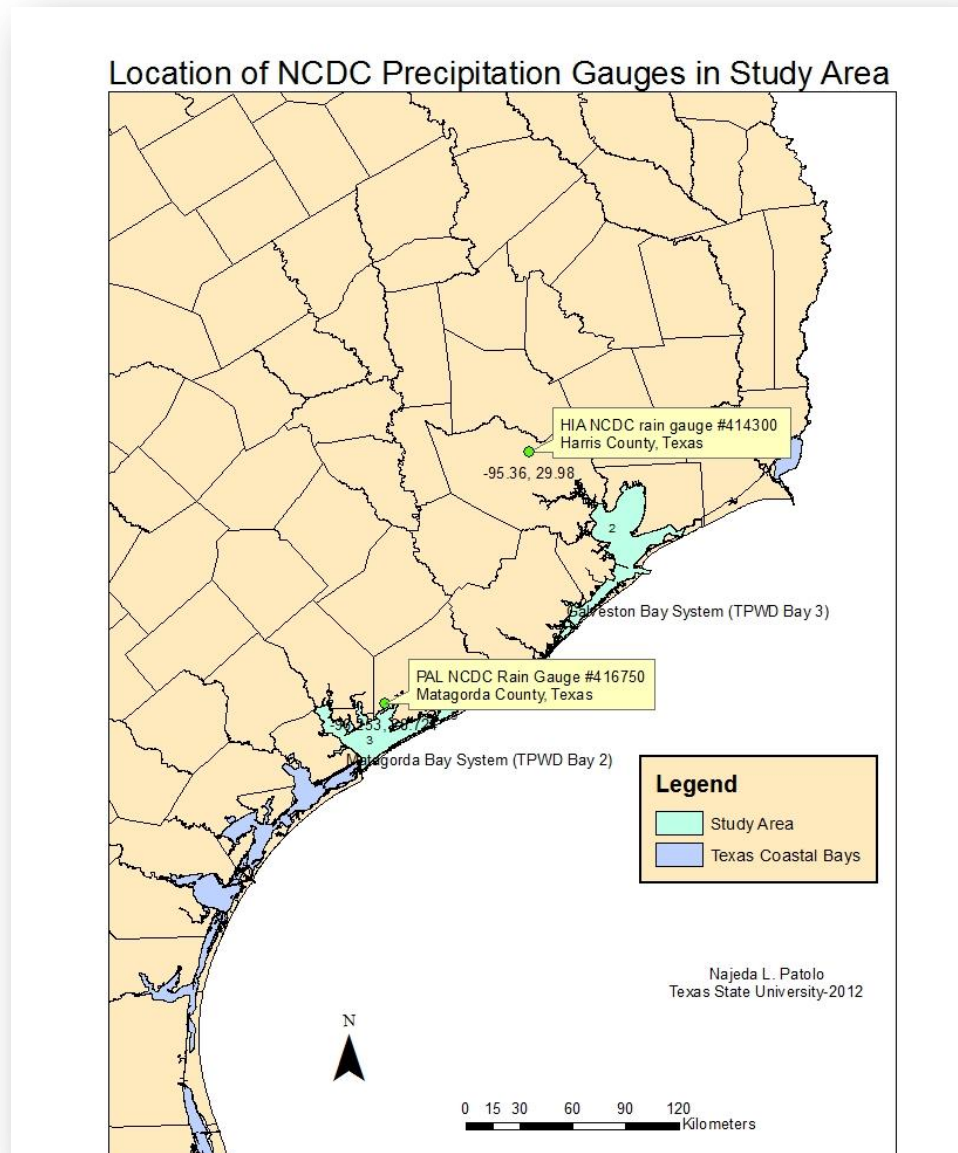 Location of NCDC Precipitation Gauges in Study Area
HIA NCDC rain gauge #414300
Harris County, Texas
-95.36, 29.98
2
Galveston Bay System (TPWD Bay 3)
PAL NCDC Rain Gauge #416750
Matagorda County, Texas
3
Matagorda Bay System (TPWD Bay 2)
Legend
Study Area
Texas Coastal Bays
Najeda L. Patolo
Texas State University-2012
N
0 15 30 60 90 120
Kilometers